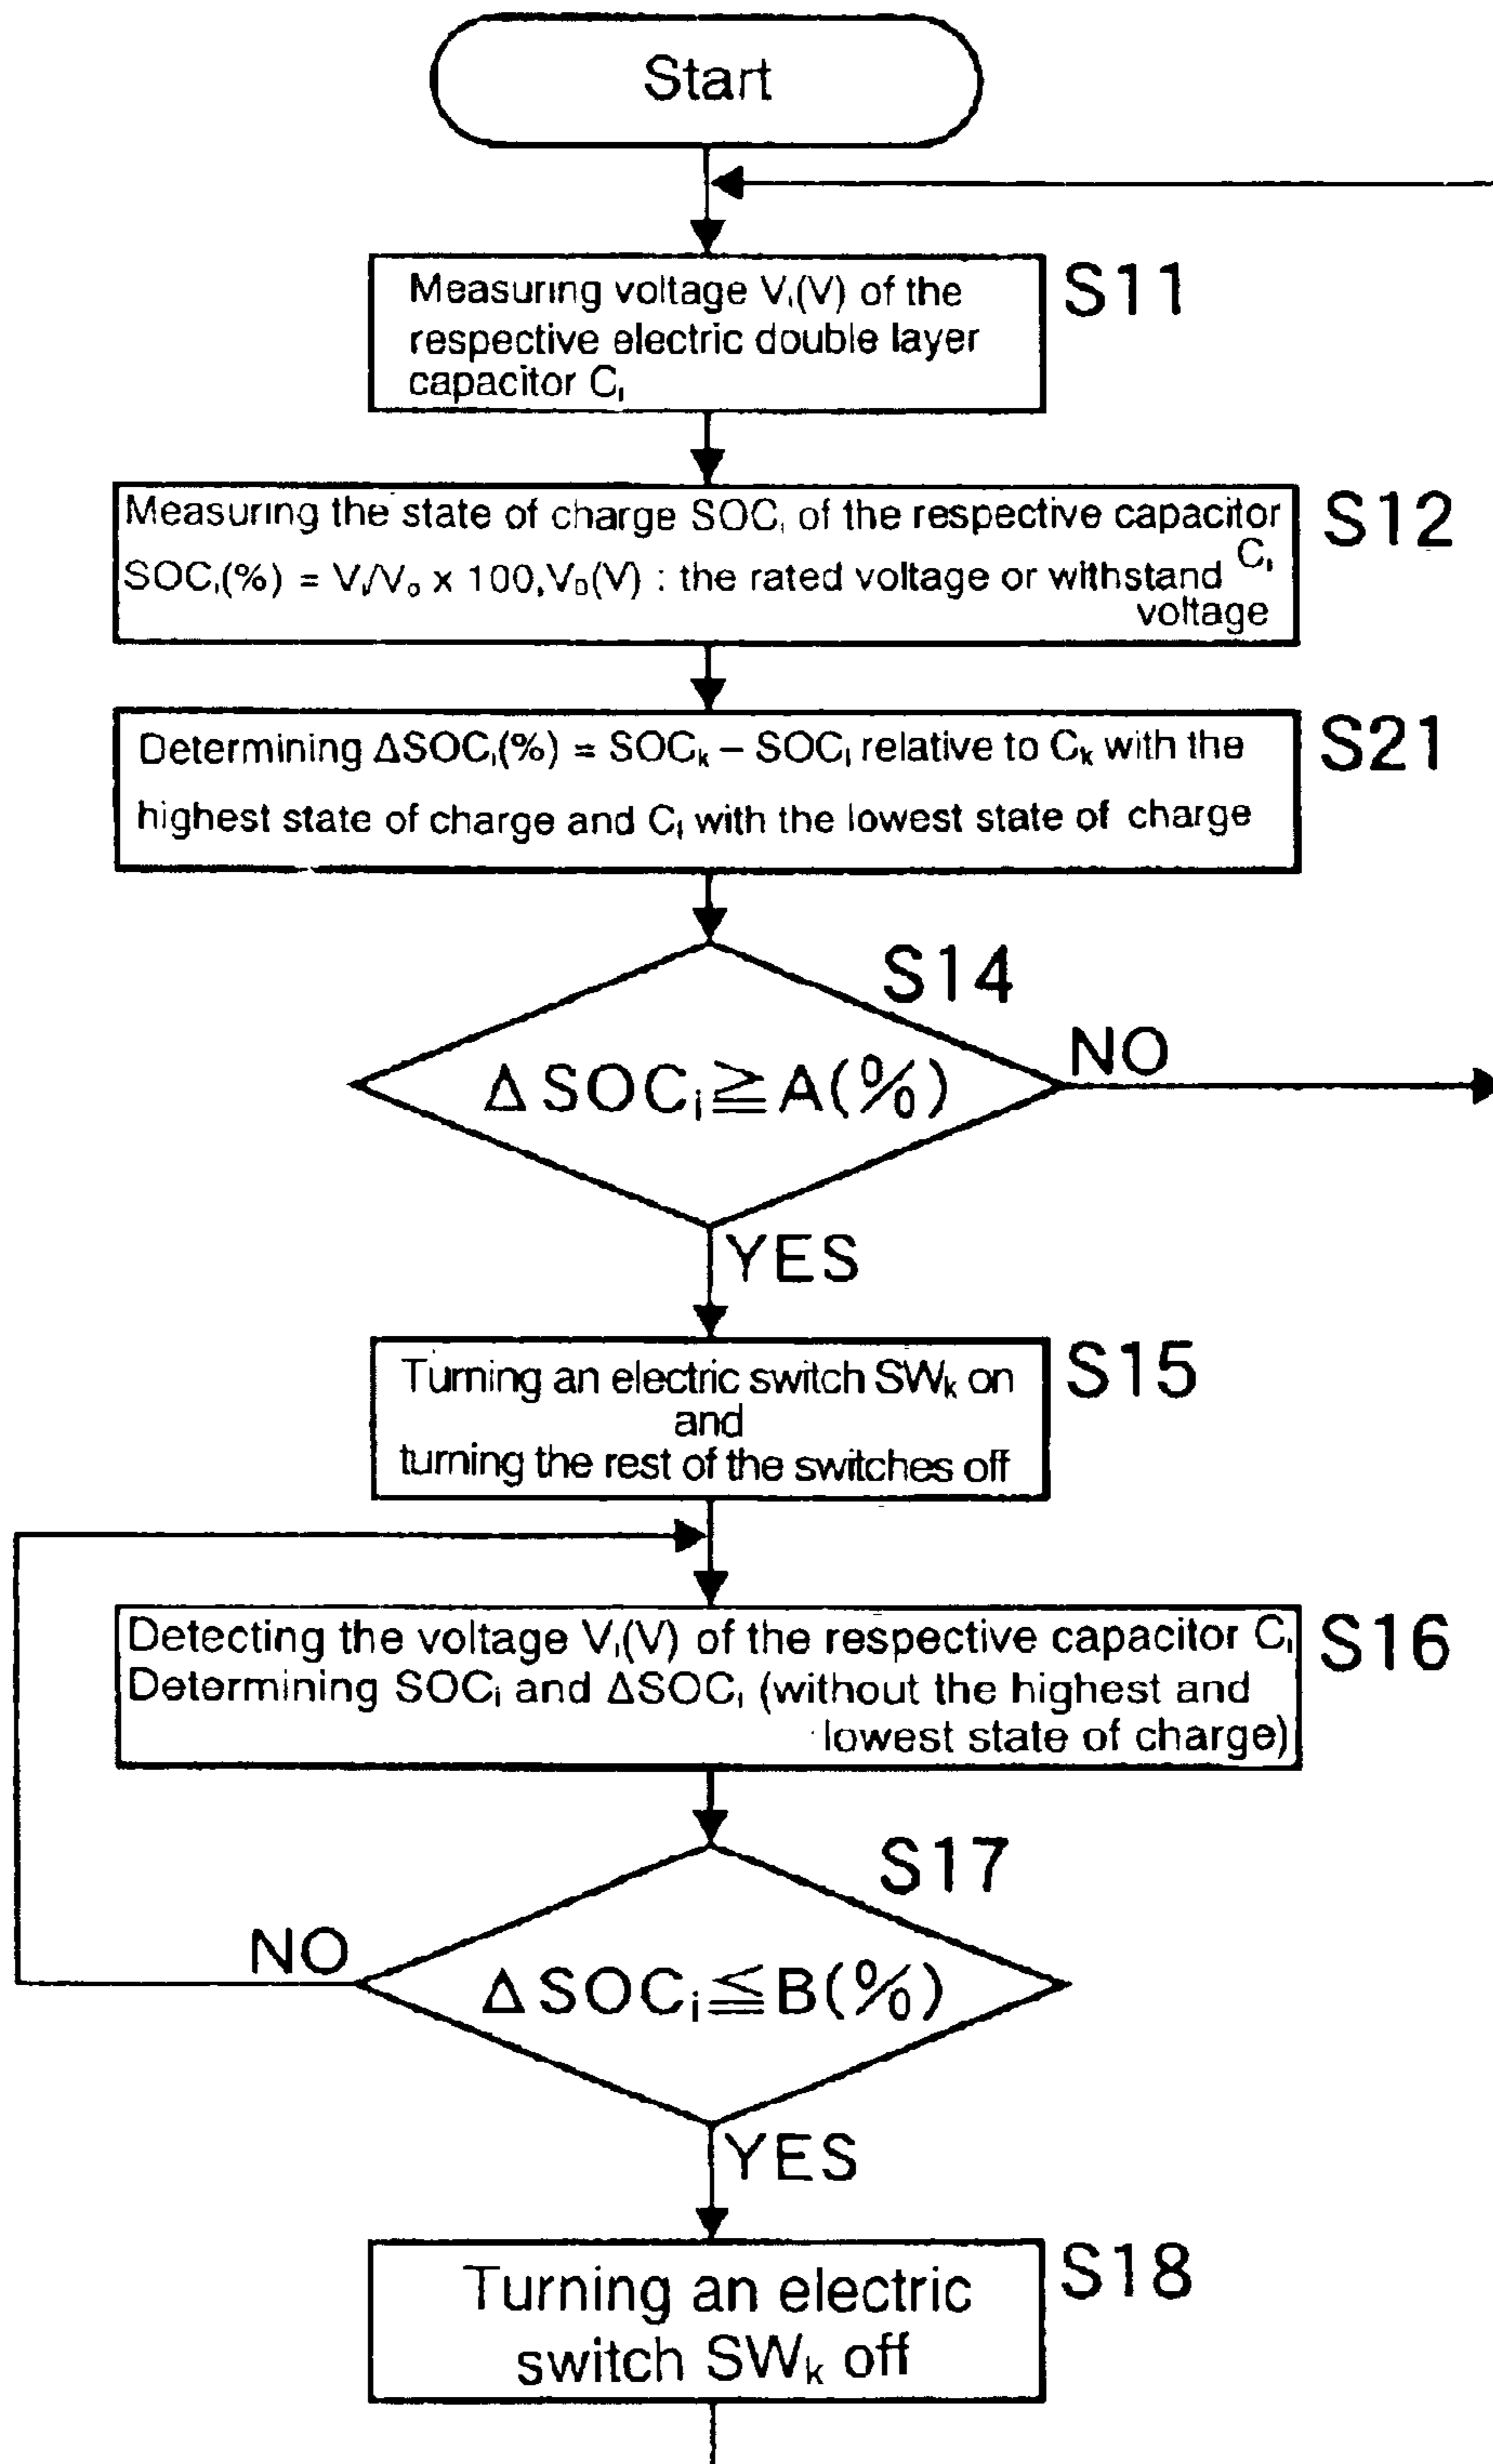 Start
Measuring voltage Vᵢ(V) of the
respective electric double layer
capacitor Cᵢ
S11
Measuring the state of charge SOCᵢ of the respective capacitor
Cᵢ
SOCᵢ(%) = Vᵢ/V₀ x 100, V₀(V) : the rated voltage or withstand
voltage
S12
Determining ΔSOCᵢ(%) = SOCₖ – SOCₗ relative to Cₖ with the
highest state of charge and Cₗ with the lowest state of charge
S21
S14
ΔSOCᵢ≧A(%)
NO
YES
Turning an electric switch SWₖ on
and
turning the rest of the switches off
S15
Detecting the voltage Vᵢ(V) of the respective capacitor Cᵢ
Determining SOCᵢ and ΔSOCᵢ (without the highest and
lowest state of charge)
S16
S17
NO
ΔSOCᵢ≦B(%)
YES
Turning an electric
switch SWₖ off
S18